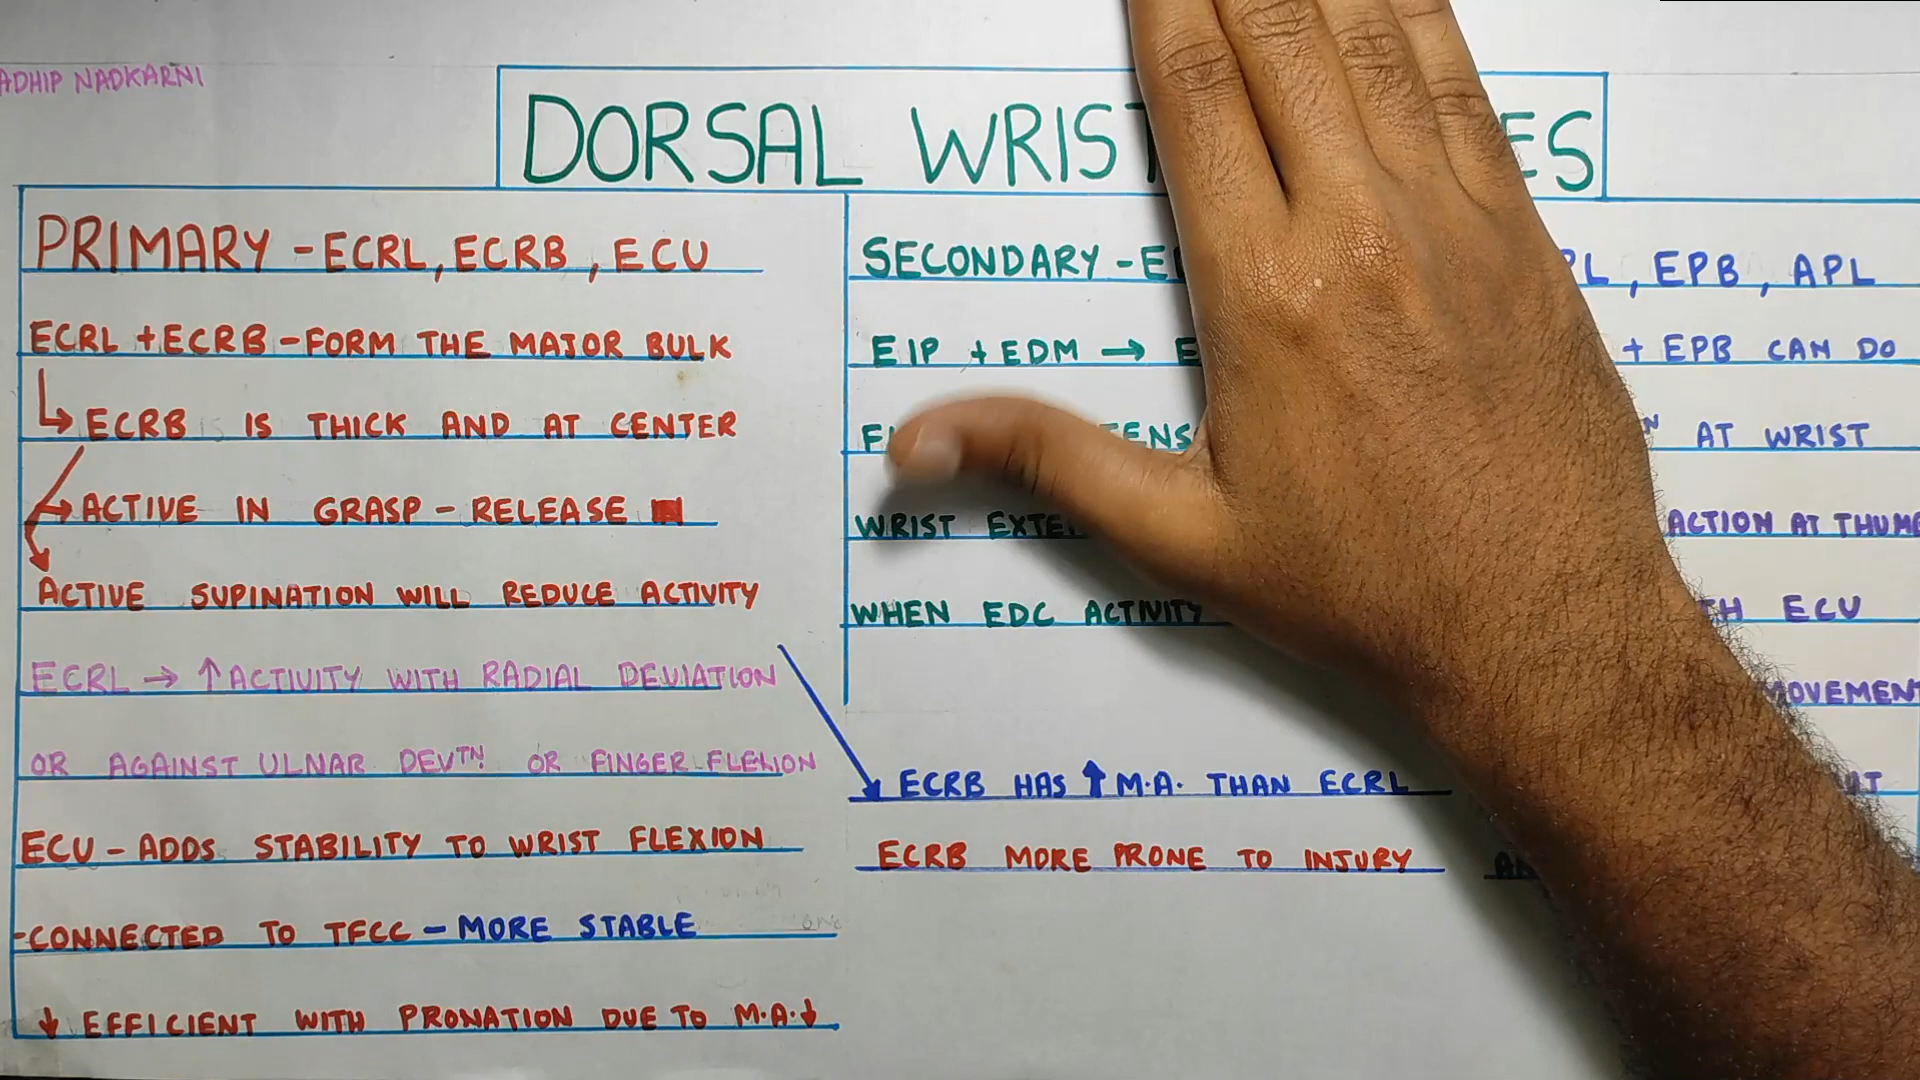 ADHIP NADKARNI
DORSAL WRIST
PRIMARY - ECRL, ECRB, ECU
ECRL + ECRB - FORM THE MAJOR BULK
ECRB IS THICK AND AT CENTER
ACTIVE IN GRASP - RELEASE
ACTIVE SUPINATION WILL REDUCE ACTIVITY
ECRL → ↑ ACTIVITY WITH RADIAL DEVIATION
OR AGAINST ULNAR DEVTN OR FINGER FLEXION
ECU - ADDS STABILITY TO WRIST FLEXION
- CONNECTED TO TFCC - MORE STABLE
↓ EFFICIENT WITH PRONATION DUE TO M.A. ↓
SECONDARY -
EIP + EDM →
WRIST
WHEN EDC ACTIVITY
ECRB HAS ↑ M.A. THAN ECRL
ECRB MORE PRONE TO INJURY
, EPB, APL
+ EPB CAN DO
AT WRIST
ACTION AT THUMB
ECU
MOVEMENT